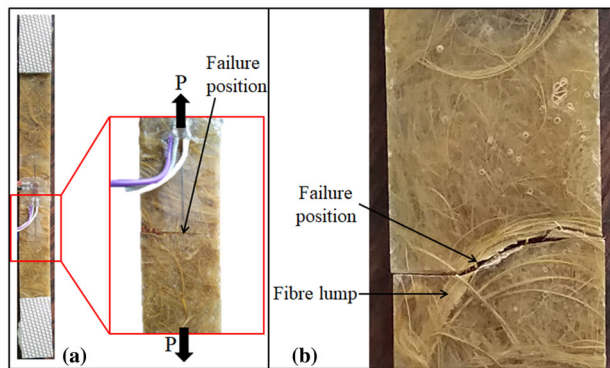 Failure
position
P
P
(a)
Failure
position
Fibre lump
(b)